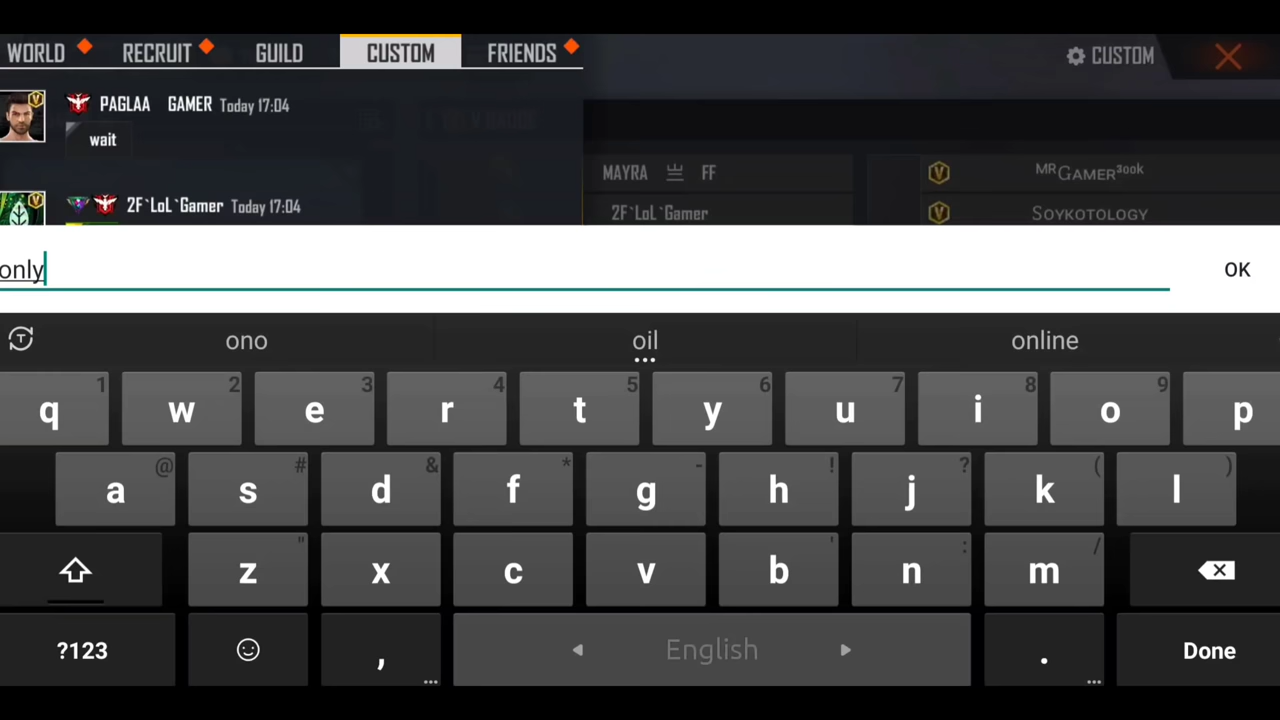 WORLD RECRUIT GUILD CUSTOM FRIENDS CUSTOM
PAGLAA GAMER Today 17:04
wait
MAYRA 亗 FF
MRGAMER³ook
2F`LoL`Gamer Today 17:04
2F`LoL`Gamer
SOYKOTOLOGY
only
OK
ono oil online
q 1 w 2 e 3 r 4 t 5 y 6 u 7 i 8 o 9 p
a @ s # d & f * g - h ! j ? k ( l )
z " x c v b ' n : m /
?123 , English . Done